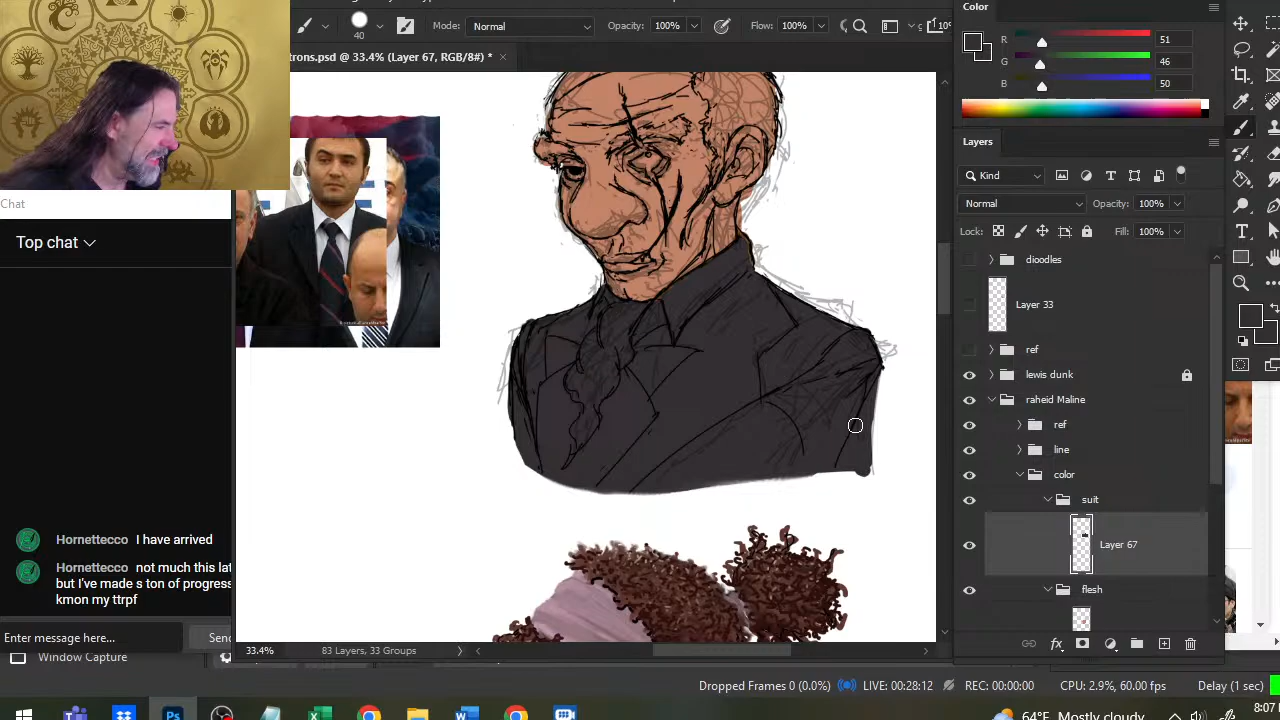 40
Mode:
Normal
Opacity:
100%
Flow:
100%
trons.psd @ 33.4% (Layer 67, RGB/8#) *
Color
R
51
G
46
B
50
Layers
Kind
Normal
Opacity:
100%
Lock:
Fill:
100%
dioodles
Layer 33
ref
lewis dunk
raheid Maline
ref
line
color
suit
Layer 67
flesh
Chat
Top chat
Hornettecco I have arrived
Hornettecco not much this lat
but I've made s ton of progress
kmon my ttrpf
Enter message here...
Send
Window Capture
33.4%
83 Layers, 33 Groups
Dropped Frames 0 (0.0%)
LIVE: 00:28:12
REC: 00:00:00
CPU: 2.9%, 60.00 fps
Delay (1 sec)
64°F Mostly cloudy
8:07